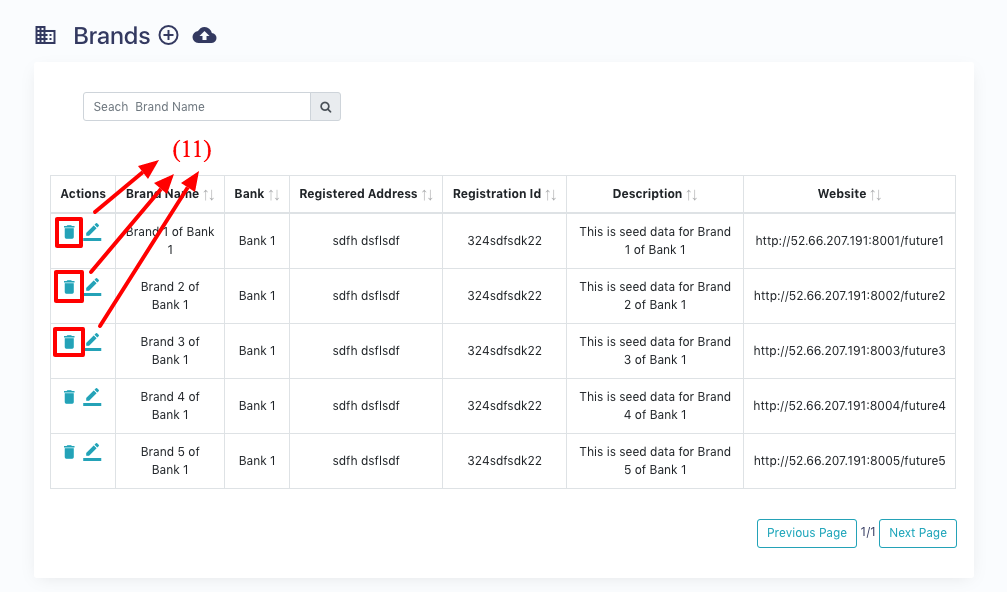 Brands
Seach Brand Name
(11)
Actions Brand Name Bank Registered Address Registration Id Description Website
Brand 1 of Bank This is seed data for Brand
1 Bank 1 sdfh dsflsdf 324sdfsdk22 1 of Bank 1 http://52.66.207.191:8001/future1
Brand 2 of This is seed data for Brand
Bank 1 Bank 1 sdfh dsflsdf 324sdfsdk22 2 of Bank 1 http://52.66.207.191:8002/future2
Brand 3 of This is seed data for Brand
Bank 1 Bank 1 sdfh dsflsdf 324sdfsdk22 3 of Bank 1 http://52.66.207.191:8003/future3
Brand 4 of This is seed data for Brand
Bank 1 Bank 1 sdfh dsflsdf 324sdfsdk22 4 of Bank 1 http://52.66.207.191:8004/future4
Brand 5 of This is seed data for Brand
Bank 1 Bank 1 sdfh dsflsdf 324sdfsdk22 5 of Bank 1 http://52.66.207.191:8005/future5
Previous Page 1/1 Next Page